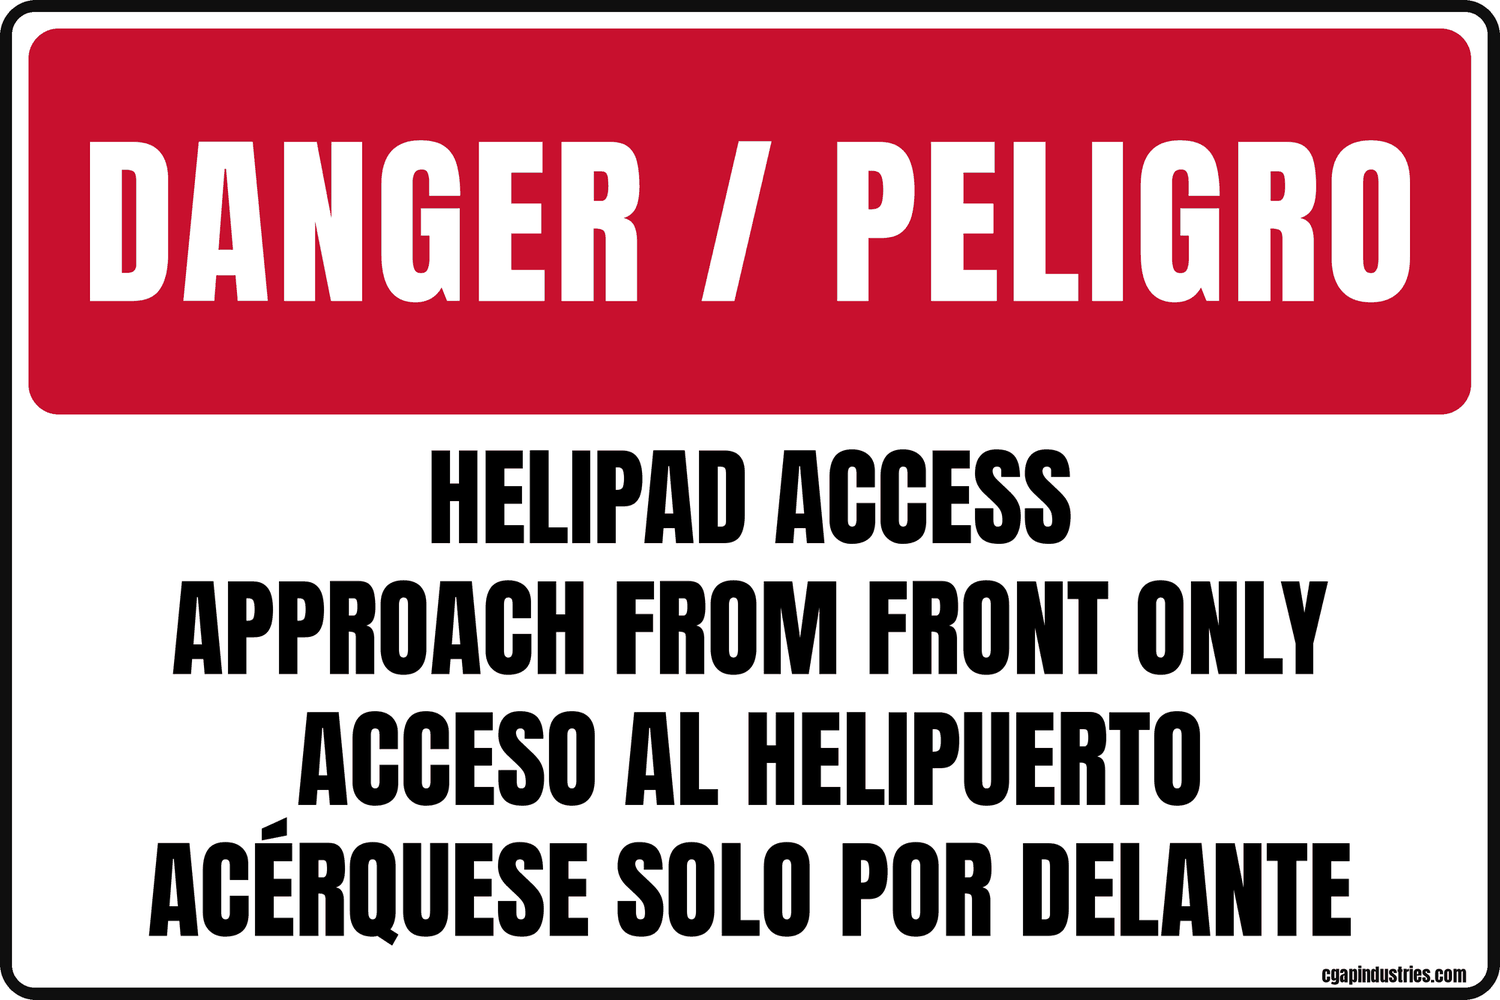 DANGER / PELIGRO
HELIPAD ACCESS
APPROACH FROM FRONT ONLY
ACCESO AL HELIPUERTO
ACÉRQUESE SOLO POR DELANTE
cgapindustries.com